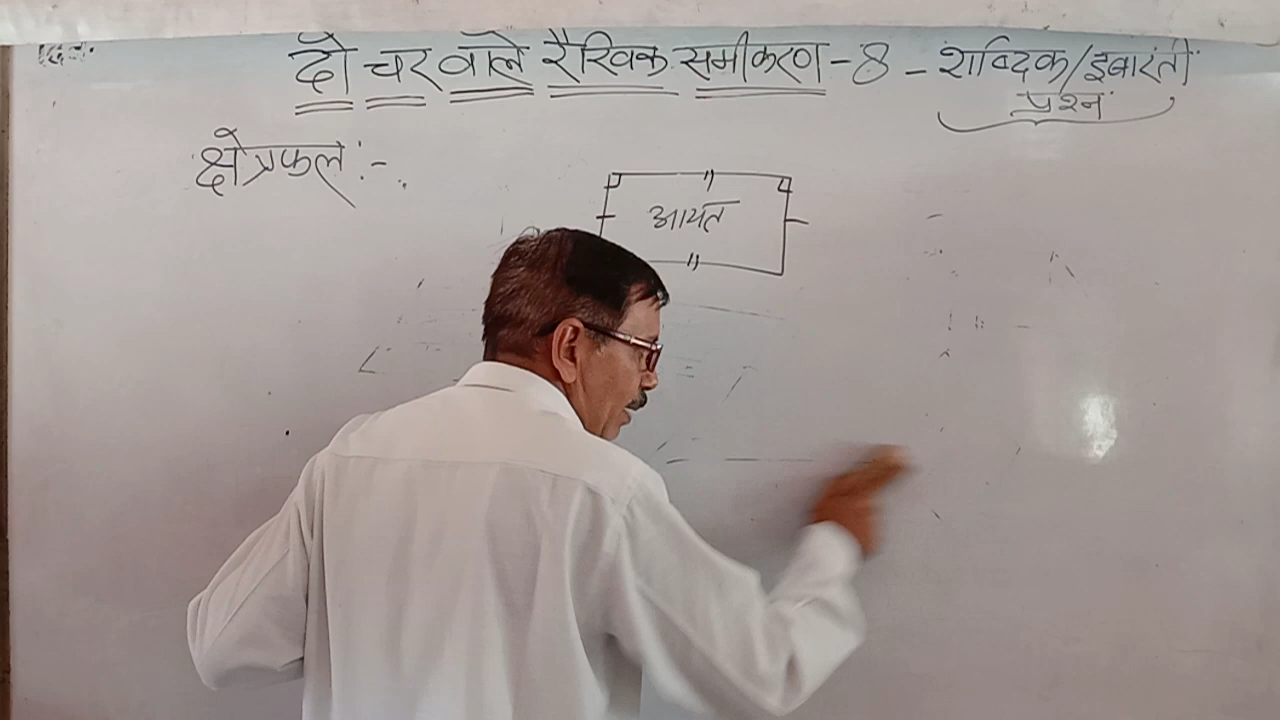 दो चर वाले रैखिक समीकरण - 8 - शाब्दिक/इबारती
प्रश्न
क्षेत्रफल :-
आयत